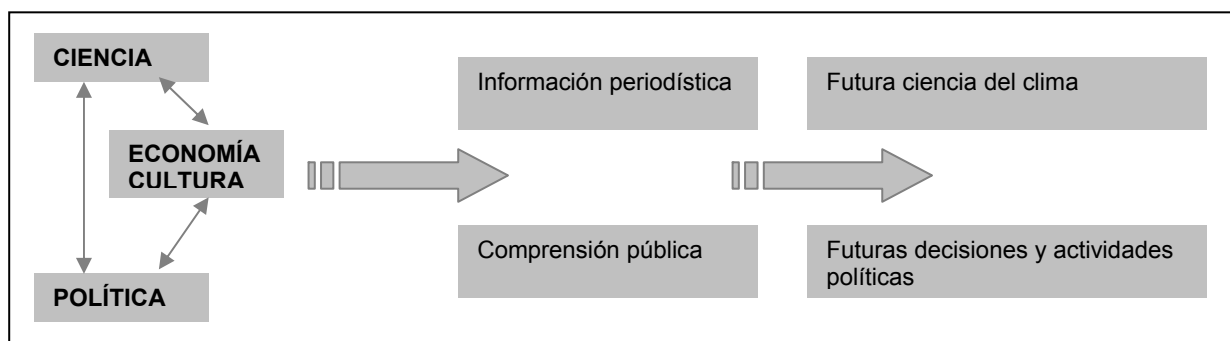 CIENCIA
ECONOMÍA
CULTURA
POLÍTICA
Información periodística
Comprensión pública
Futura ciencia del clima
Futuras decisiones y actividades
políticas